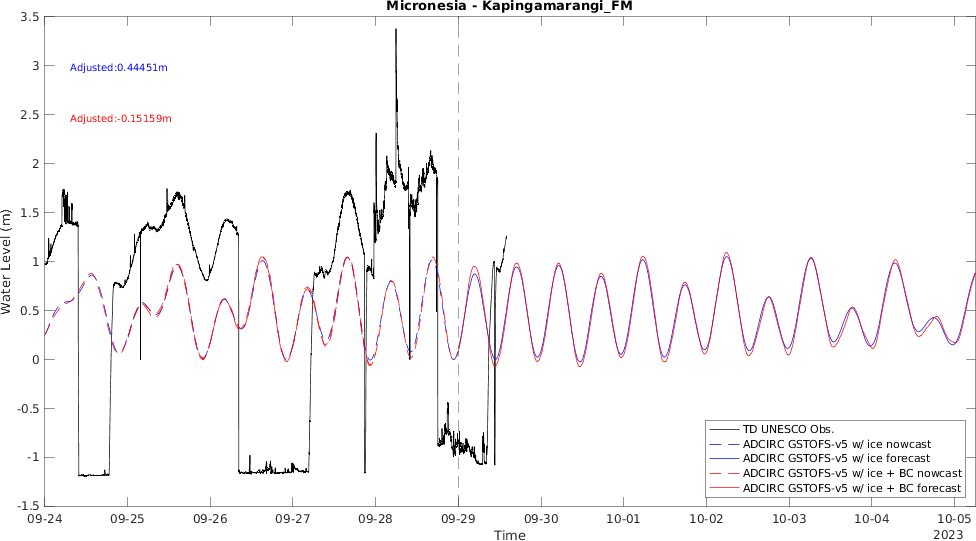 Micronesia - Kapingamarangi_FM
3.5
3
2.5
2
1.5
1
0.5
0
-0.5
-1
-1.5
Water Level (m)
Adjusted:0.44451m
Adjusted:-0.15159m
TD UNESCO Obs.
ADCIRC GSTOFS-v5 w/ ice nowcast
ADCIRC GSTOFS-v5 w/ ice forecast
ADCIRC GSTOFS-v5 w/ ice + BC nowcast
ADCIRC GSTOFS-v5 w/ ice + BC forecast
09-24 09-25 09-26 09-27 09-28 09-29 09-30 10-01 10-02 10-03 10-04 10-05
Time
2023